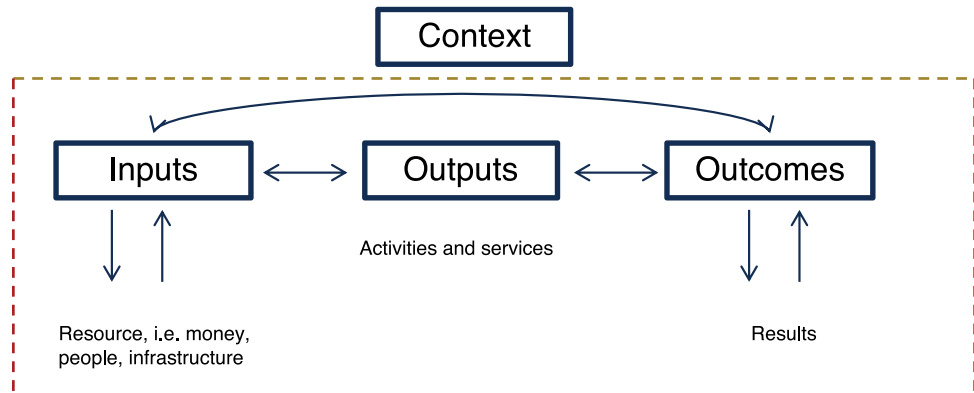 Context
Inputs
Outputs
Outcomes
Activities and services
Resource, i.e. money,
people, infrastructure
Results